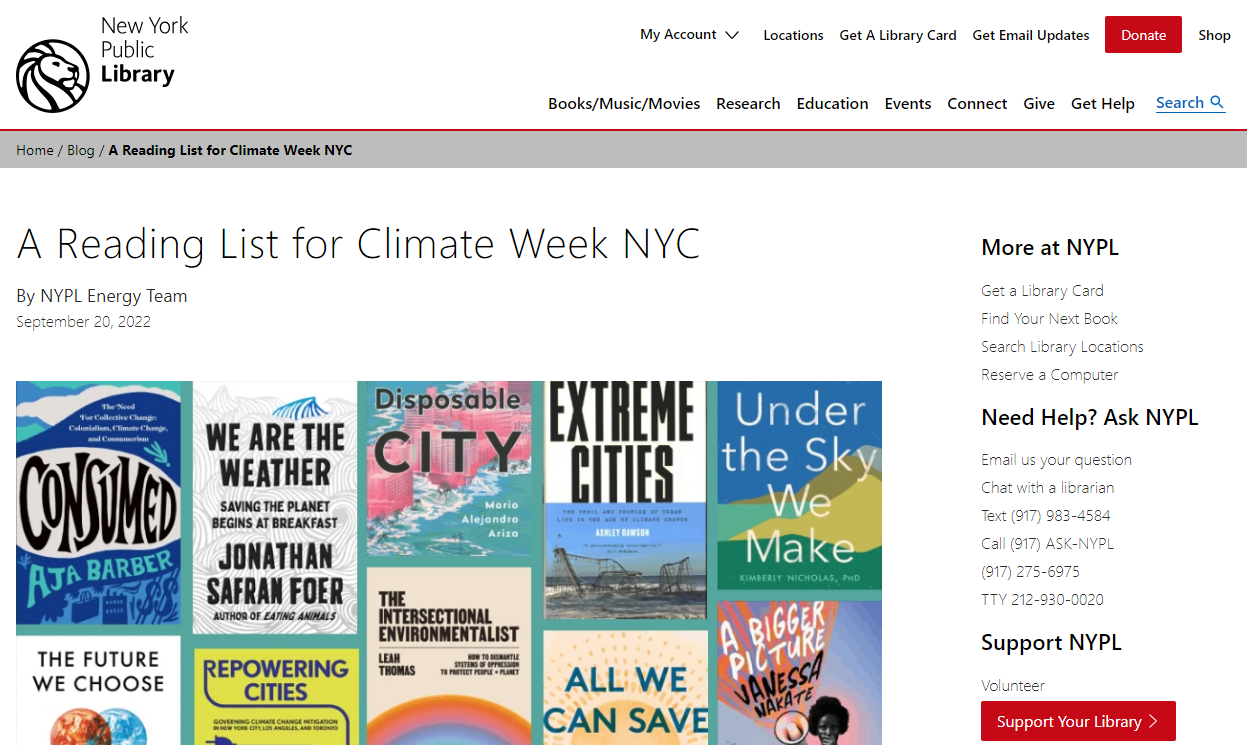 New York
Public
Library
My Account
Locations
Get A Library Card
Get Email Updates
Donate
Shop
Books/Music/Movies
Research
Education
Events
Connect
Give
Get Help
Search
Home / Blog / A Reading List for Climate Week NYC
A Reading List for Climate Week NYC
By NYPL Energy Team
September 20, 2022
The Need
For Collective Change:
Colonialism, Climate Change,
and Consumerism
CONSUMED
AJA BARBER
WE ARE THE
WEATHER
SAVING THE PLANET
BEGINS AT BREAKFAST
JONATHAN
SAFRAN FOER
AUTHOR OF EATING ANIMALS
Disposable
CITY
Mario
Alejandro
Ariza
EXTREME
CITIES
THE PERIL AND PROMISE OF URBAN
LIFE IN THE AGE OF CLIMATE CHANGE
ASHLEY DAWSON
Under
the Sky
We
Make
KIMBERLY NICHOLAS, PHD
THE FUTURE
WE CHOOSE
REPOWERING
CITIES
GOVERNING CLIMATE CHANGE MITIGATION
IN NEW YORK CITY, LOS ANGELES, AND TORONTO
THE
INTERSECTIONAL
ENVIRONMENTALIST
LEAH
THOMAS
HOW TO DISMANTLE
SYSTEMS OF OPPRESSION
TO PROTECT PEOPLE + PLANET
ALL WE
CAN SAVE
A BIGGER
PICTURE
VANESSA
NAKATE
More at NYPL
Get a Library Card
Find Your Next Book
Search Library Locations
Reserve a Computer
Need Help? Ask NYPL
Email us your question
Chat with a librarian
Text (917) 983-4584
Call (917) ASK-NYPL
(917) 275-6975
TTY 212-930-0020
Support NYPL
Volunteer
Support Your Library